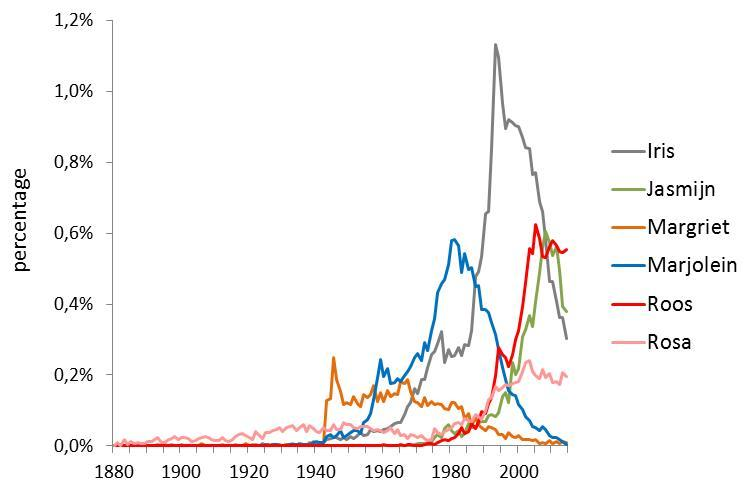 1,2%
1,0%
0,8%
0,6%
0,4%
0,2%
0,0%
percentage
1880 1900 1920 1940 1960 1980 2000
Iris
Jasmijn
Margriet
Marjolein
Roos
Rosa